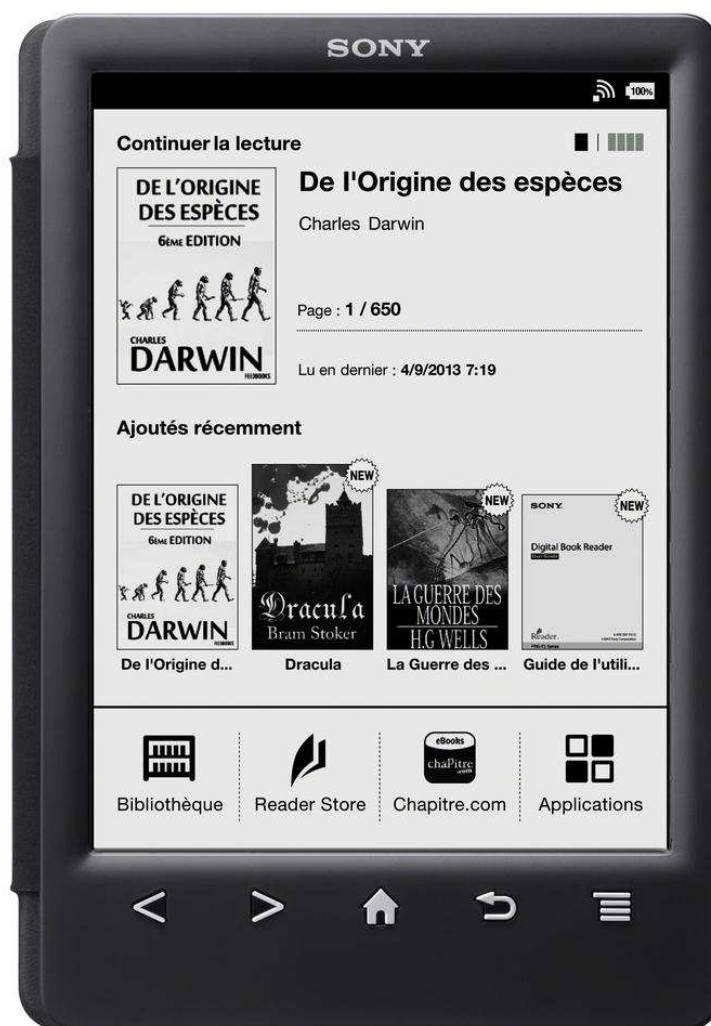 SONY
100%
Continuer la lecture
DE L'ORIGINE
DES ESPÈCES
6ÈME EDITION
CHARLES
DARWIN
FEEDBOOKS
De l'Origine des espèces
Charles Darwin
Page : 1 / 650
Lu en dernier : 4/9/2013 7:19
Ajoutés récemment
DE L'ORIGINE
DES ESPÈCES
6ÈME EDITION
CHARLES
DARWIN
FEEDBOOKS
De l'Origine d...
NEW
Dracula
Bram Stoker
Dracula
NEW
LA GUERRE DES
MONDES
H.G WELLS
La Guerre des ...
NEW
SONY
Digital Book Reader
Reader
Guide de l'utili...
Bibliothèque
Reader Store
eBooks
chaPitre
.com
Chapitre.com
Applications